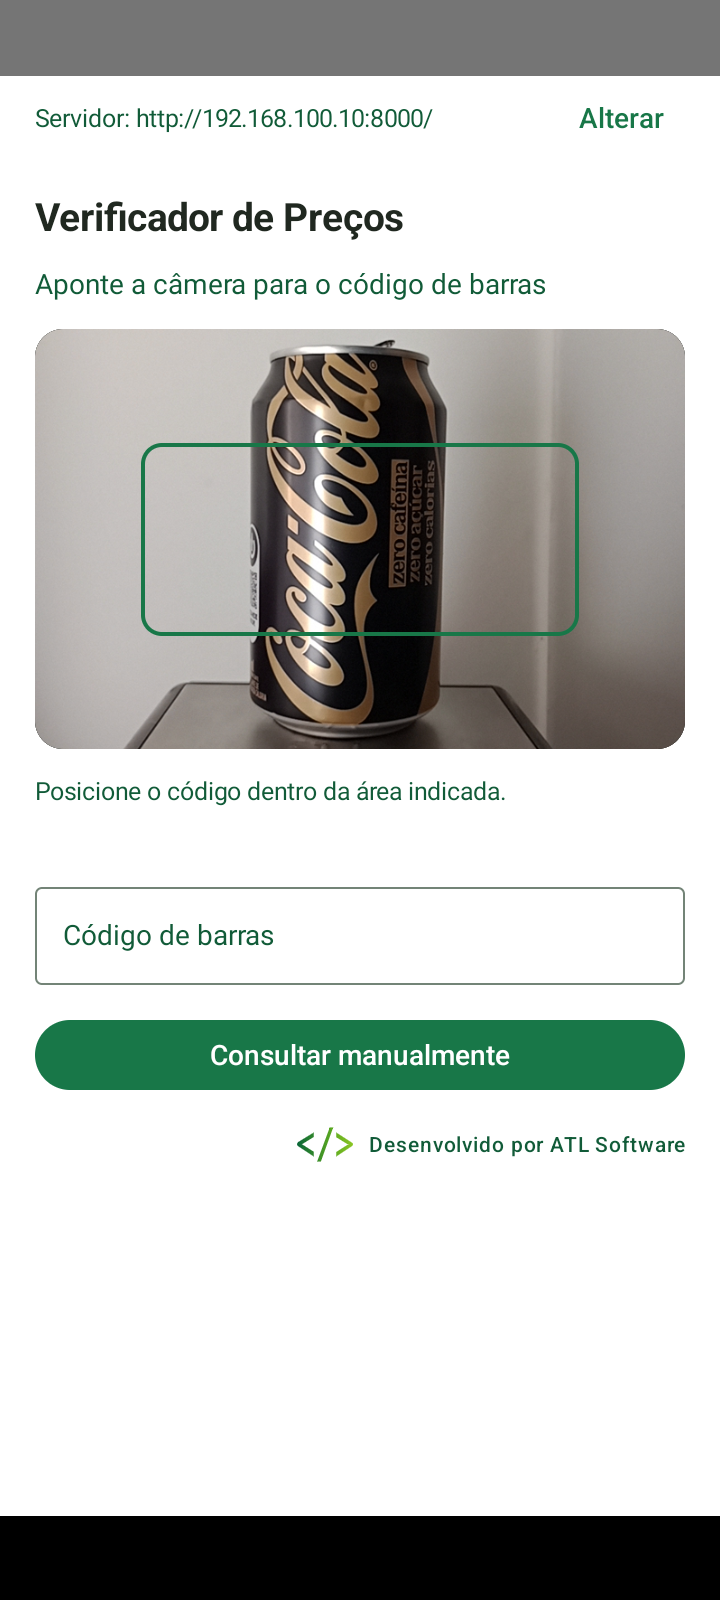 Servidor: http://192.168.100.10:8000/
Alterar
Verificador de Preços
Aponte a câmera para o código de barras
Coca-Cola
zero cafeína
zero açúcar
zero calorias
Posicione o código dentro da área indicada.
Código de barras
Consultar manualmente
</> Desenvolvido por ATL Software